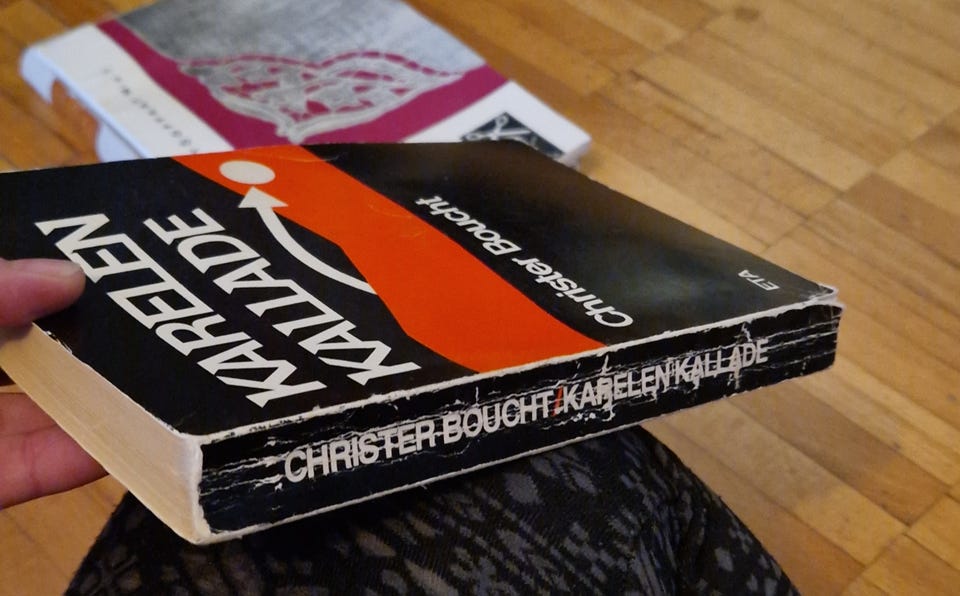 KARELEN
KALLADE
Christer Boucht
ETA
CHRISTER BOUCHT/KARELEN KALLADE